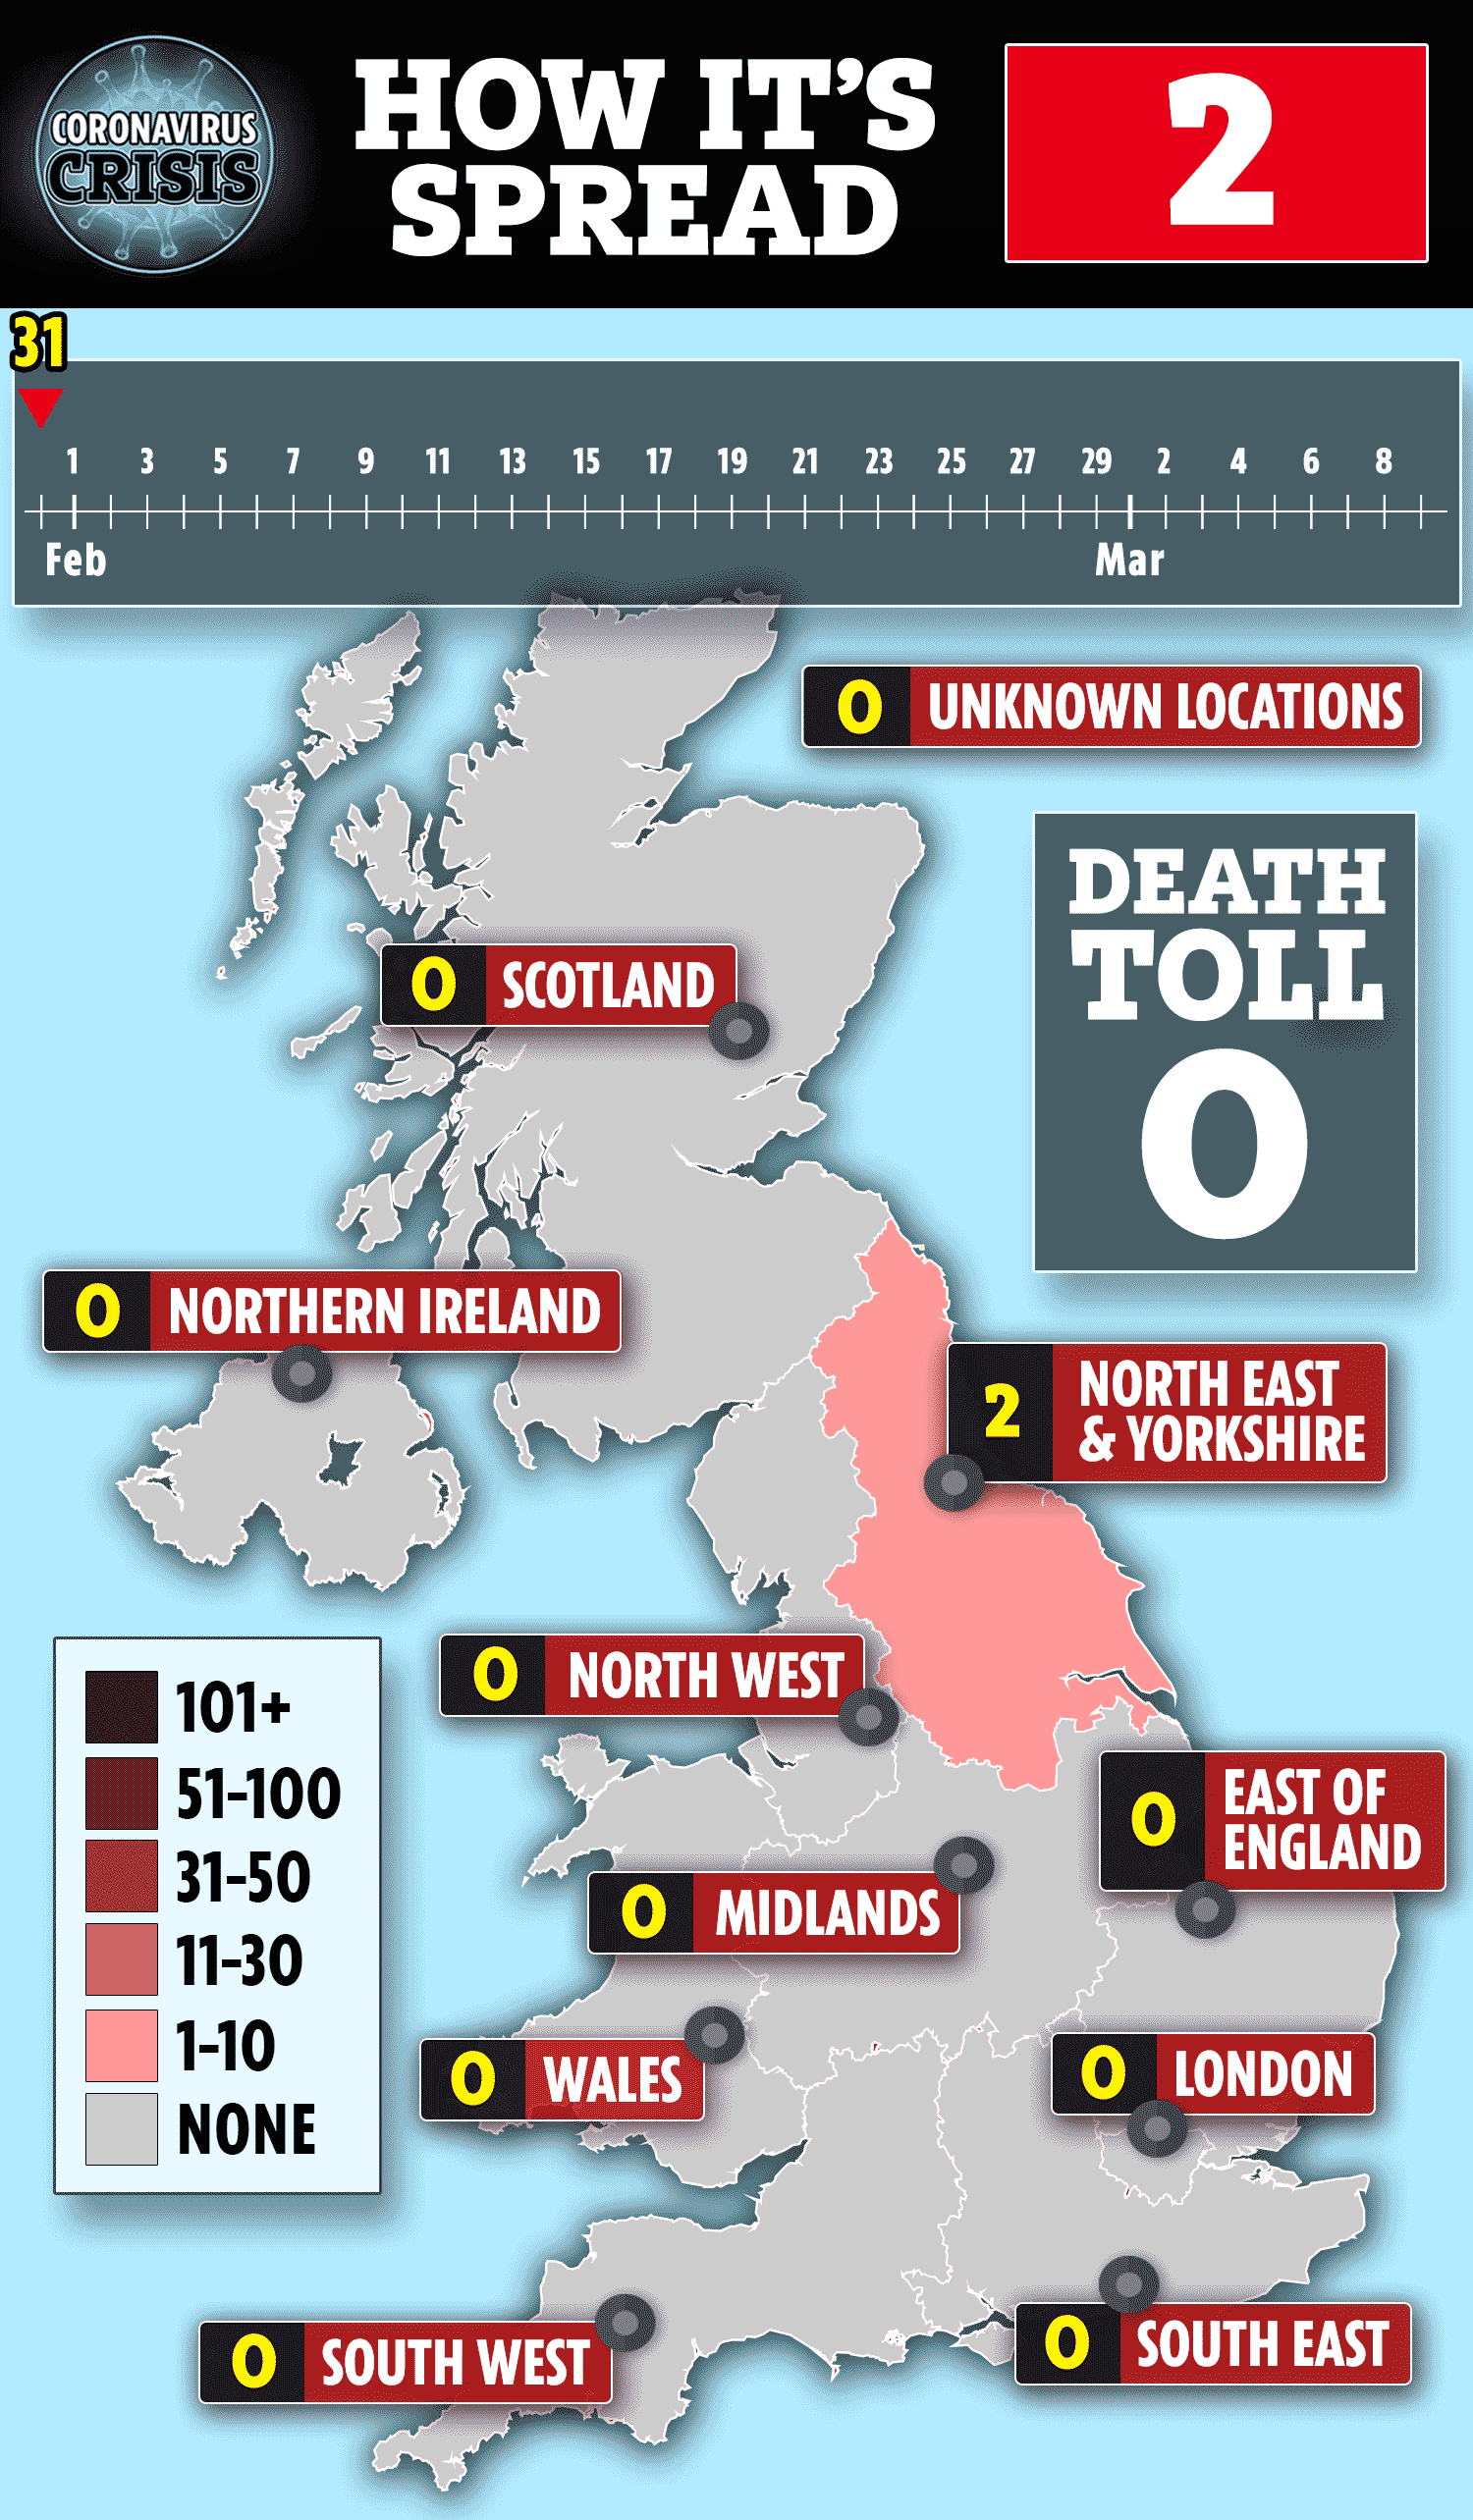 CORONAVIRUS
CRISIS
HOW IT'S
SPREAD
2
31
1 3 5 7 9 11 13 15 17 19 21 23 25 27 29 2 4 6 8
Feb Mar
0 UNKNOWN LOCATIONS
DEATH
TOLL
0
0 SCOTLAND
0 NORTHERN IRELAND
2 NORTH EAST
& YORKSHIRE
0 NORTH WEST
101+
51-100
31-50
11-30
1-10
NONE
0 EAST OF
ENGLAND
0 MIDLANDS
0 WALES
0 LONDON
0 SOUTH WEST
0 SOUTH EAST